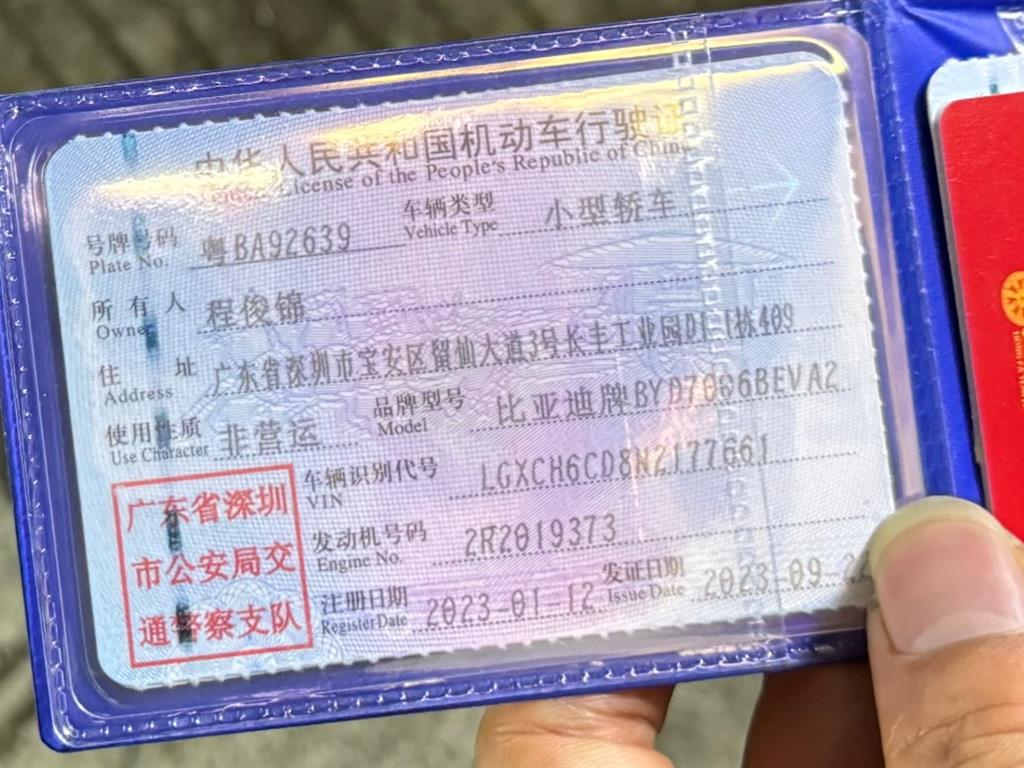 中华人民共和国机动车行驶证
License of the People's Republic of China
号牌号码 粤BA92639 车辆类型 小型轿车
Plate No. Vehicle Type
所有人 程俊锦
Owner
住址 广东省深圳市宝安区留仙大道3号长丰工业园D1 1栋409
Address
使用性质 非营运 品牌型号 比亚迪牌BYD7006BEVA2
Use Character Model
车辆识别代号 LGXCH6CD8N2177661
VIN
发动机号码 2R2019373
Engine No.
注册日期 2023-01-12 发证日期 2023-09-
Register Date Issue Date
广东省深圳
市公安局交
通警察支队